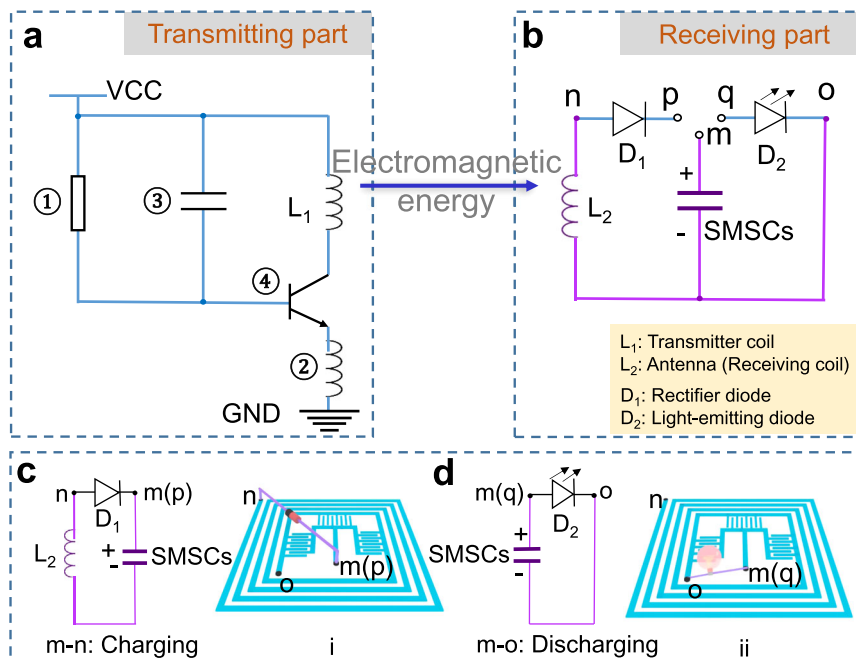 a
Transmitting part
VCC
①
③
L₁
④
②
GND
Electromagnetic
energy
b
Receiving part
n
p
q
o
m
D₁
D₂
L₂
+
-
SMSCs
L₁: Transmitter coil
L₂: Antenna (Receiving coil)
D₁: Rectifier diode
D₂: Light-emitting diode
c
n
m(p)
D₁
L₂
+
-
SMSCs
m-n: Charging
n
o
m(p)
i
d
m(q)
o
D₂
SMSCs
+
-
m-o: Discharging
n
o
m(q)
ii